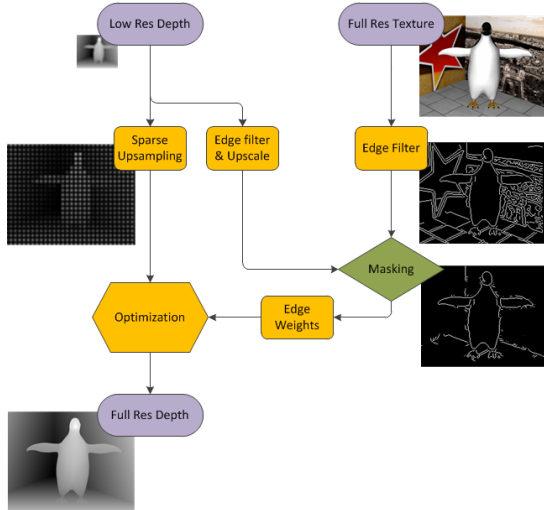 Low Res Depth
Full Res Texture
Sparse
Upsampling
Edge filter
& Upscale
Edge Filter
Masking
Optimization
Edge
Weights
Full Res Depth